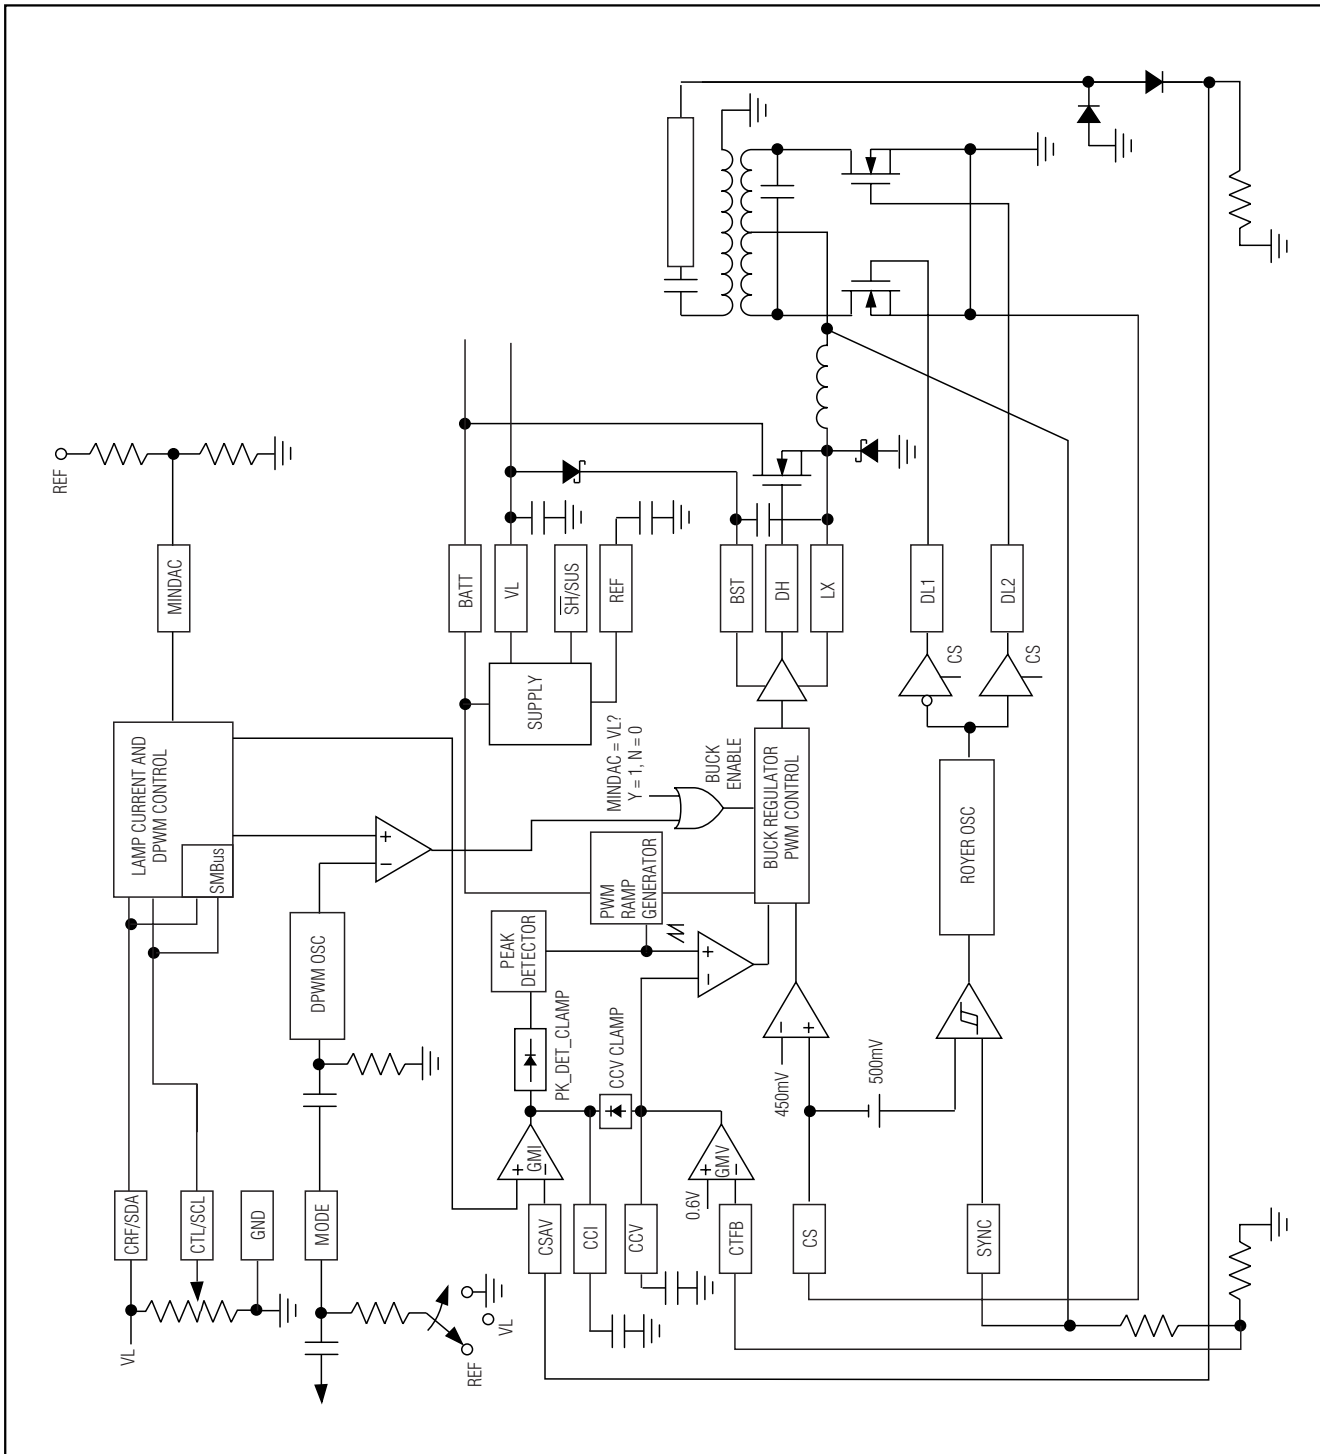 REF
MINDAC
LAMP CURRENT AND
DPWM CONTROL
SMBus
DPWM OSC
CRF/SDA
CTL/SCL
GND
MODE
VL
REF
VL
BATT
VL
SH/SUS
REF
SUPPLY
MINDAC = VL?
Y = 1, N = 0
BUCK
ENABLE
PWM
RAMP
GENERATOR
PEAK
DETECTOR
PK_DET_CLAMP
CCV CLAMP
+
−
GMI
+
−
GMV
+
−
+
−
0.6V
CSAV
CCI
CCV
CTFB
BST
DH
LX
BUCK REGULATOR
PWM CONTROL
−
+
450mV
500mV
CS
SYNC
DL1
DL2
CS
CS
ROYER OSC